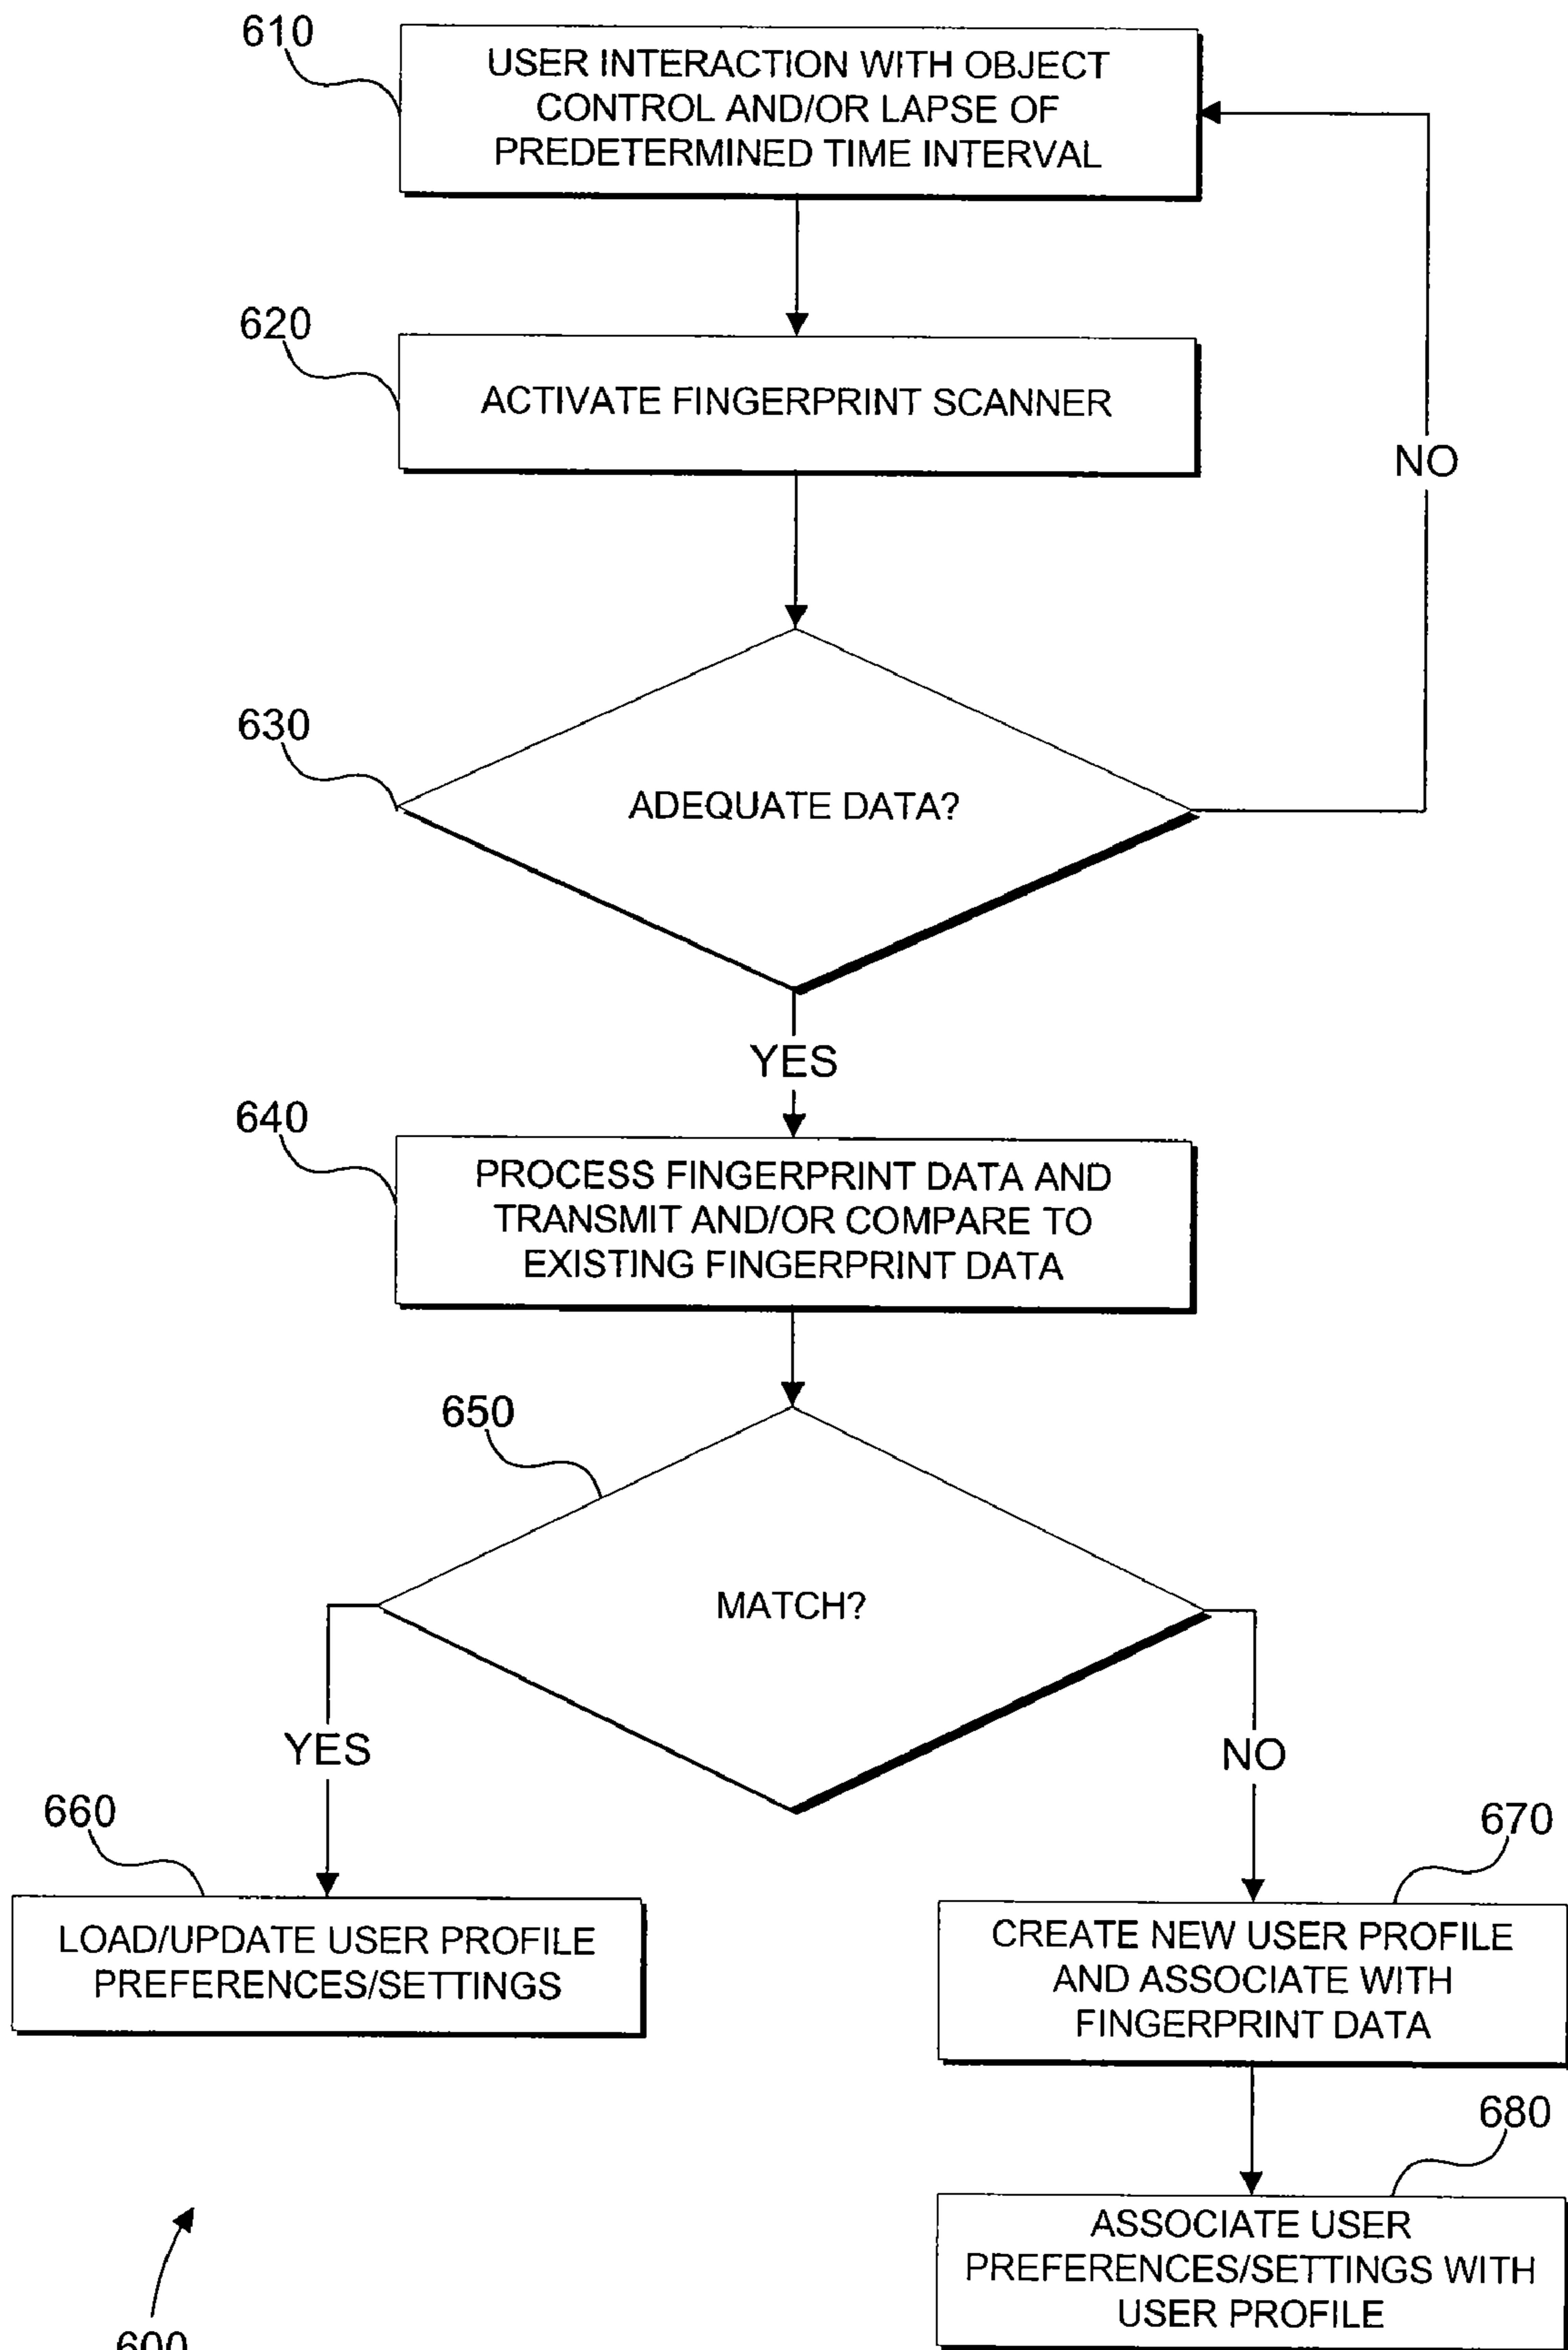 610
USER INTERACTION WITH OBJECT
CONTROL AND/OR LAPSE OF
PREDETERMINED TIME INTERVAL
620
ACTIVATE FINGERPRINT SCANNER
NO
630
ADEQUATE DATA?
YES
640
PROCESS FINGERPRINT DATA AND
TRANSMIT AND/OR COMPARE TO
EXISTING FINGERPRINT DATA
650
MATCH?
YES
NO
660
LOAD/UPDATE USER PROFILE
PREFERENCES/SETTINGS
670
CREATE NEW USER PROFILE
AND ASSOCIATE WITH
FINGERPRINT DATA
680
ASSOCIATE USER
PREFERENCES/SETTINGS WITH
USER PROFILE
600